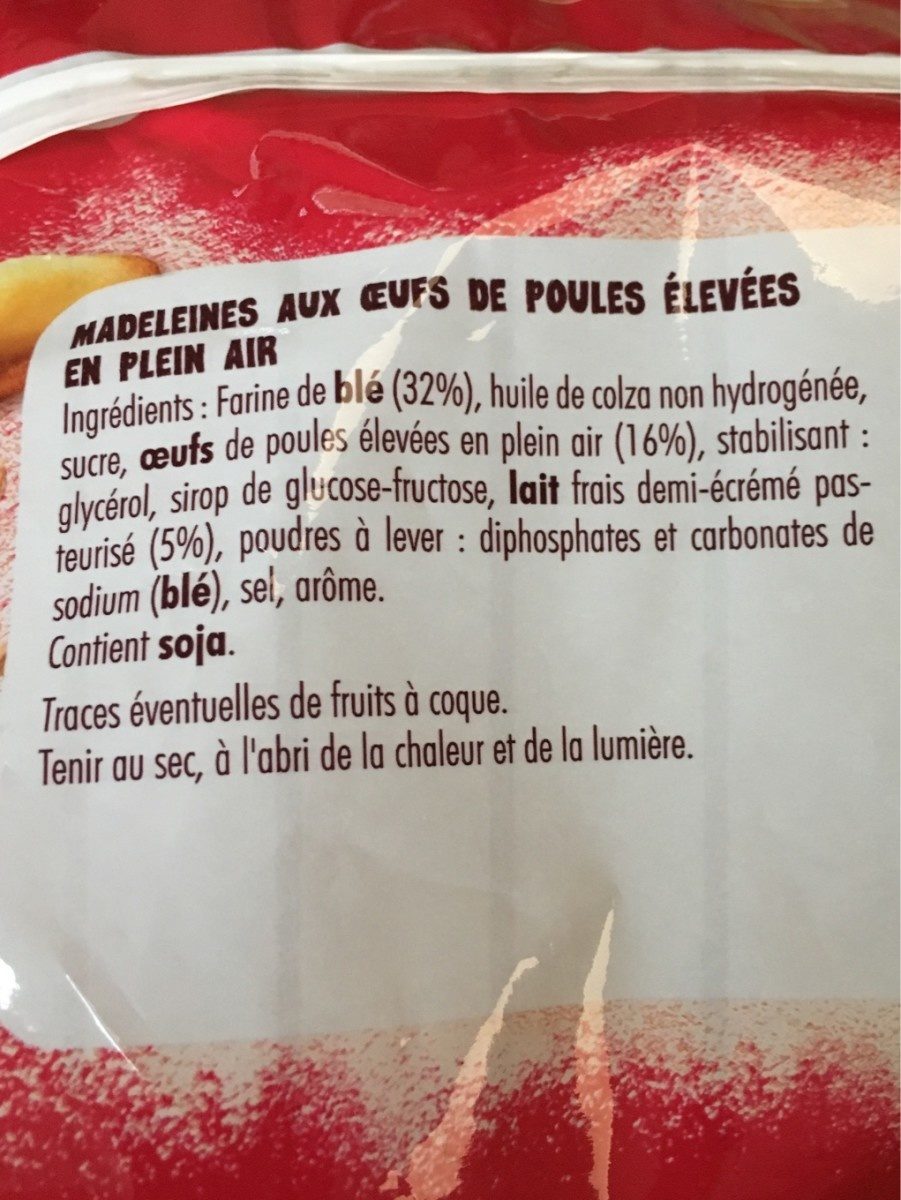 MADELEINES AUX ŒUFS DE POULES ÉLEVÉES
EN PLEIN AIR
Ingrédients : Farine de blé (32%), huile de colza non hydrogénée,
sucre, œufs de poules élevées en plein air (16%), stabilisant :
glycérol, sirop de glucose-fructose, lait frais demi-écrémé pas-
teurisé (5%), poudres à lever : diphosphates et carbonates de
sodium (blé), sel, arôme.
Contient soja.
Traces éventuelles de fruits à coque.
Tenir au sec, à l'abri de la chaleur et de la lumière.